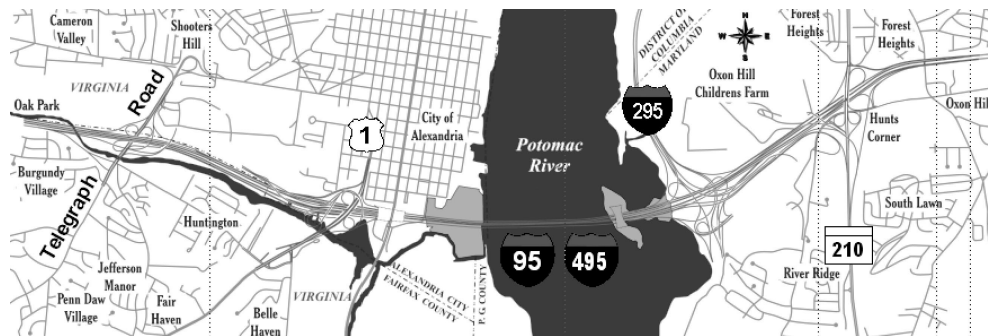 Cameron
Valley
Shooters
Hill
VIRGINIA
Road
Oak Park
1
City of
Alexandria
Burgundy
Village
Telegraph
Huntington
Jefferson
Manor
Penn Daw
Village
Fair
Haven
Belle
Haven
VIRGINIA
ALEXANDRIA CITY
FAIRFAX COUNTY
P. G COUNTY
Potomac
River
95
495
DISTRICT OF
COLUMBIA
MARYLAND
N
W
E
S
295
Oxon Hill
Childrens Farm
Forest
Heights
Forest
Heights
Oxon Hil
Hunts
Corner
South Lawn
210
River Ridge